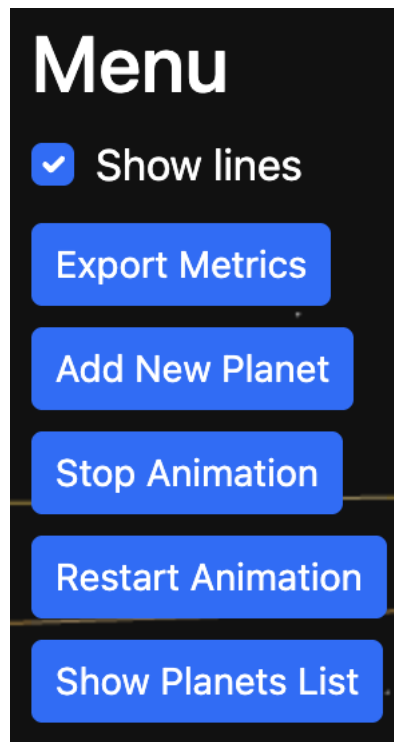 Menu
Show lines
Export Metrics
Add New Planet
Stop Animation
Restart Animation
Show Planets List